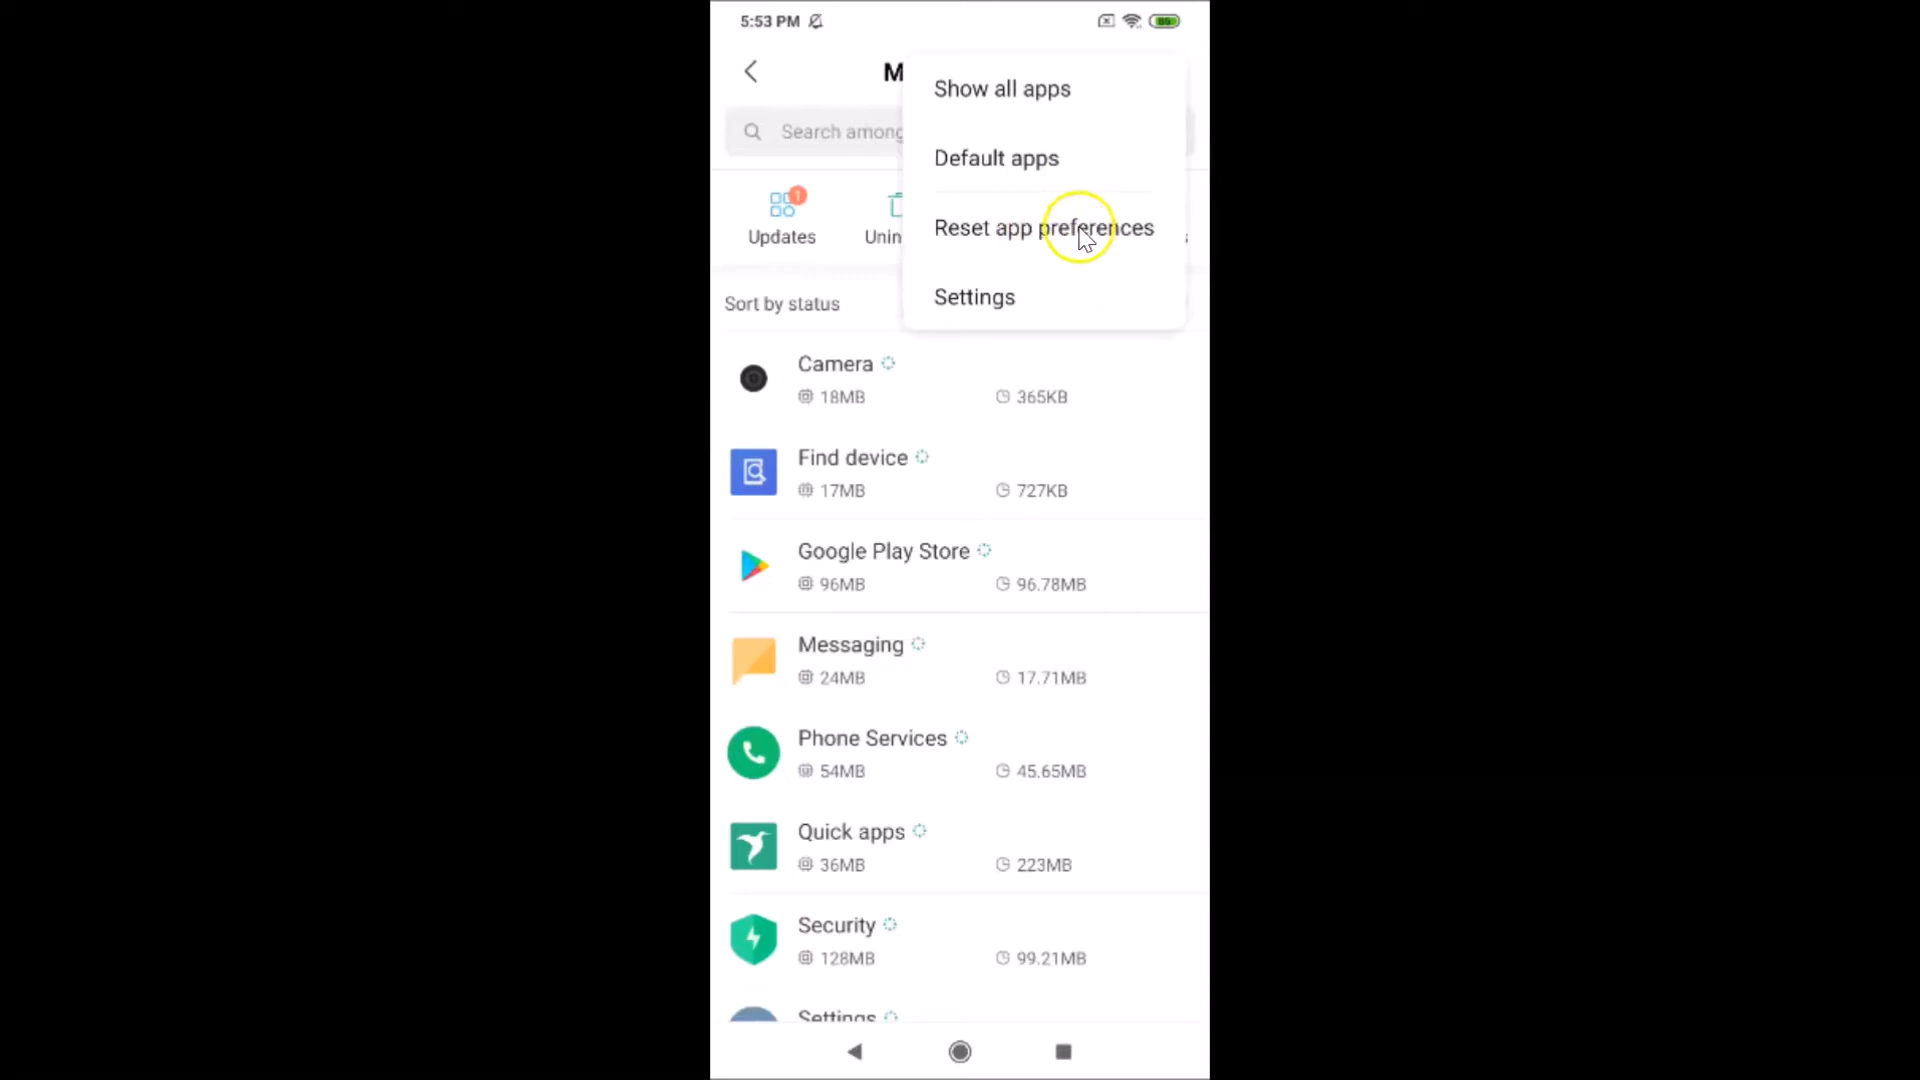 5:53 PM
M
Show all apps
Search among
Default apps
1
Reset app preferences
Updates
Unin
Settings
Sort by status
Camera
18MB 365KB
Find device
17MB 727KB
Google Play Store
96MB 96.78MB
Messaging
24MB 17.71MB
Phone Services
54MB 45.65MB
Quick apps
36MB 223MB
Security
128MB 99.21MB
Settings